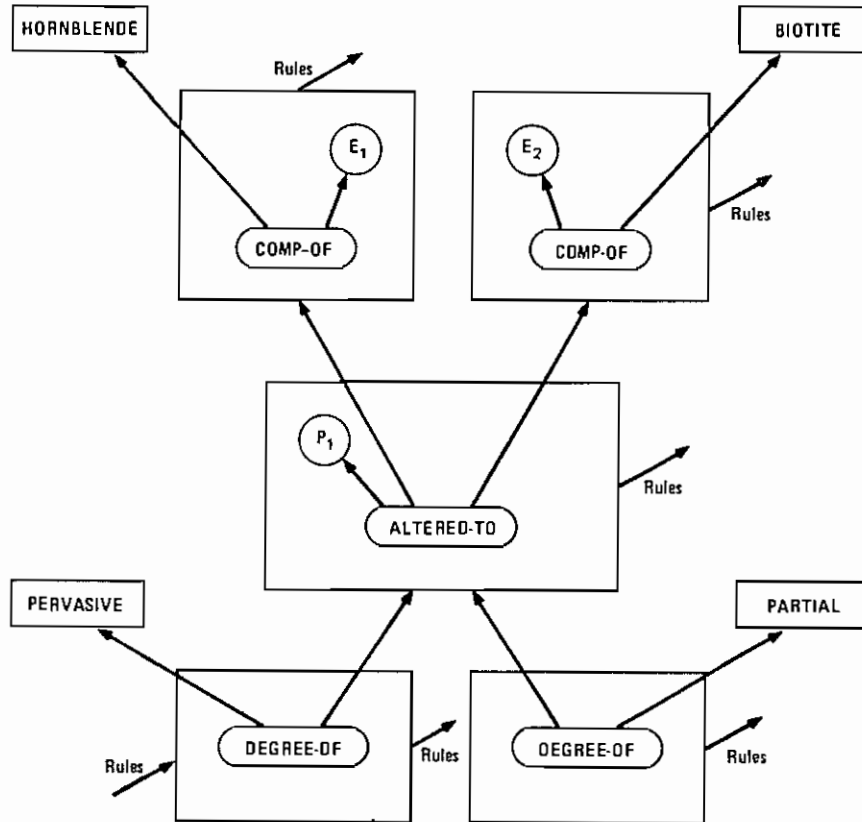 HORNBLENDE
BIOTITE
Rules
E1
E2
Rules
COMP-OF
COMP-OF
P1
Rules
ALTERED-TO
PERVASIVE
PARTIAL
DEGREE-OF
DEGREE-OF
Rules
Rules
Rules